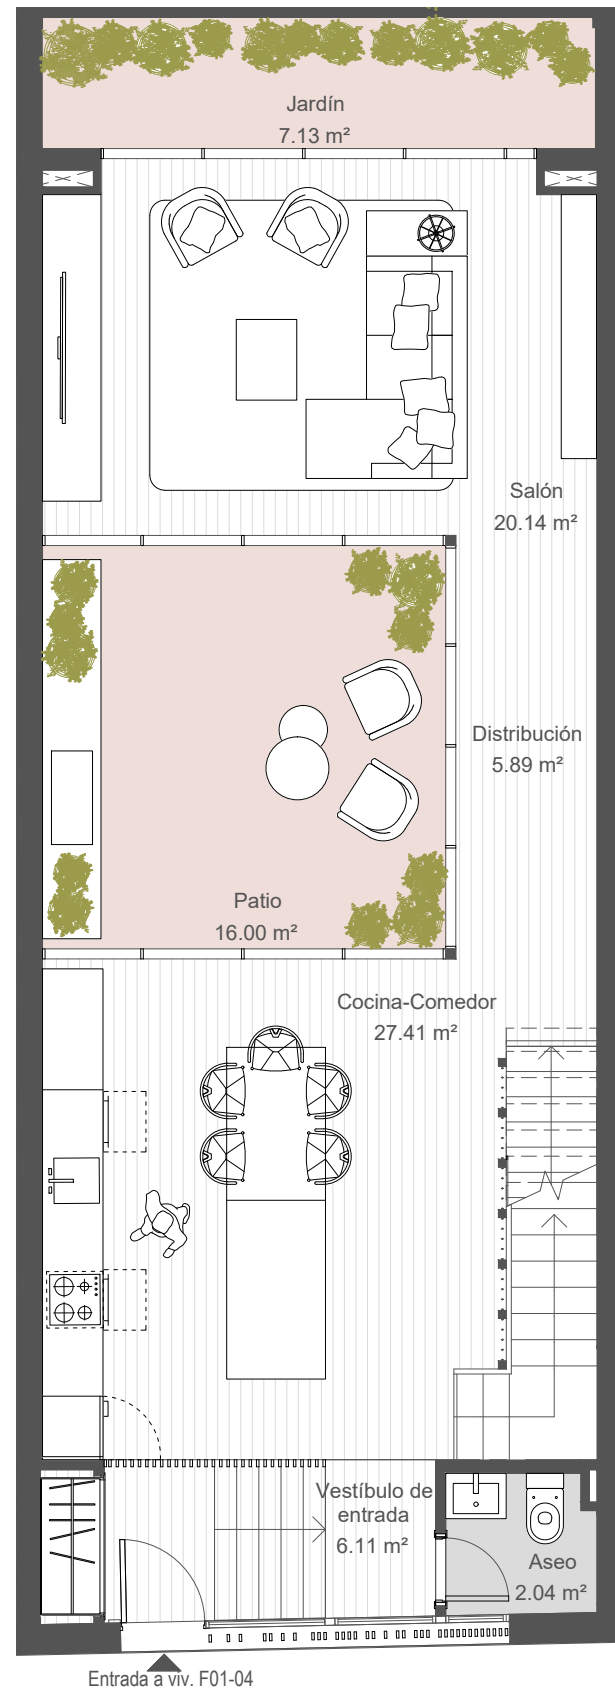 Jardín
7.13 m²
Salón
20.14 m²
Distribución
5.89 m²
Patio
16.00 m²
Cocina-Comedor
27.41 m²
Vestíbulo de
entrada
6.11 m²
Aseo
2.04 m²
Entrada a viv. F01-04